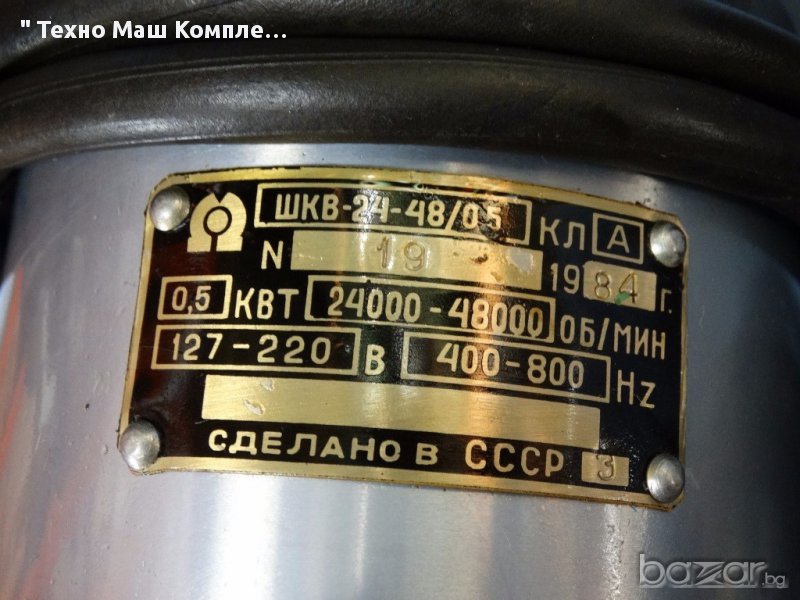 " Техно Маш Компле...
ШКВ-24-48/0.5 КЛ А
N 19 1984 г.
0,5 КВТ 24000-48000 ОБ/МИН
127-220 В 400-800 Hz
СДЕЛАНО В СССР 3
bazar.bg